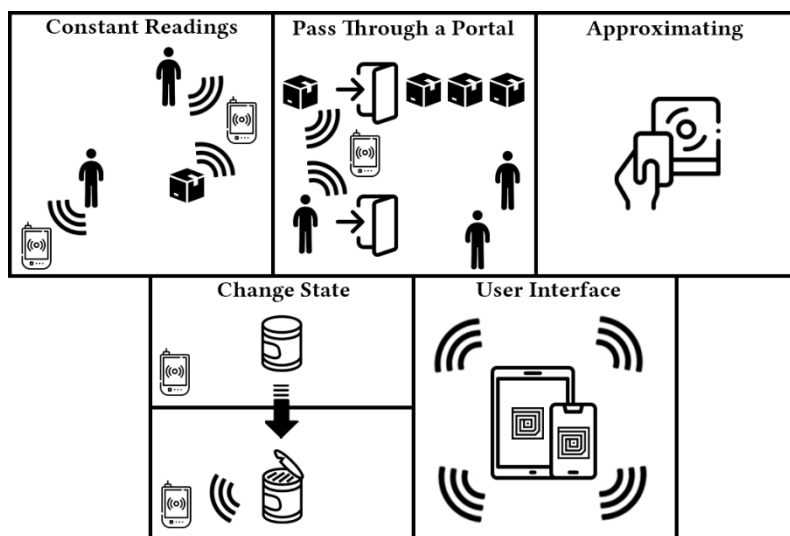 Constant Readings
Pass Through a Portal
Approximating
Change State
User Interface